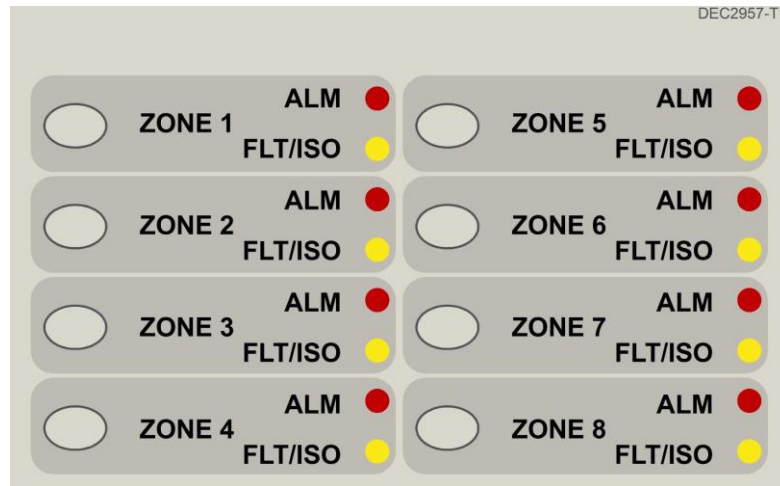 DEC2957-T
ALM
ZONE 1
FLT/ISO
ALM
ZONE 2
FLT/ISO
ALM
ZONE 3
FLT/ISO
ALM
ZONE 4
FLT/ISO
ALM
ZONE 5
FLT/ISO
ALM
ZONE 6
FLT/ISO
ALM
ZONE 7
FLT/ISO
ALM
ZONE 8
FLT/ISO